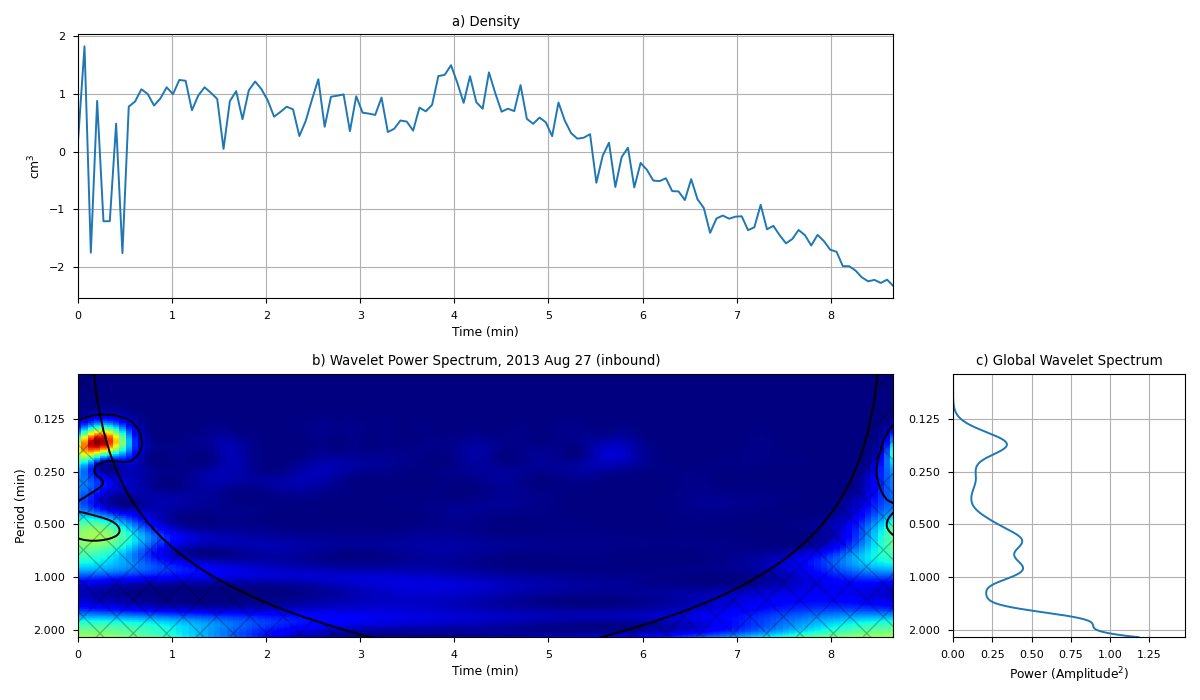 a) Density
2
1
0
−1
−2
cm³
0 1 2 3 4 5 6 7 8
Time (min)
b) Wavelet Power Spectrum, 2013 Aug 27 (inbound)
0.125
0.250
0.500
1.000
2.000
Period (min)
0 1 2 3 4 5 6 7 8
Time (min)
c) Global Wavelet Spectrum
0.125
0.250
0.500
1.000
2.000
0.00 0.25 0.50 0.75 1.00 1.25
Power (Amplitude²)